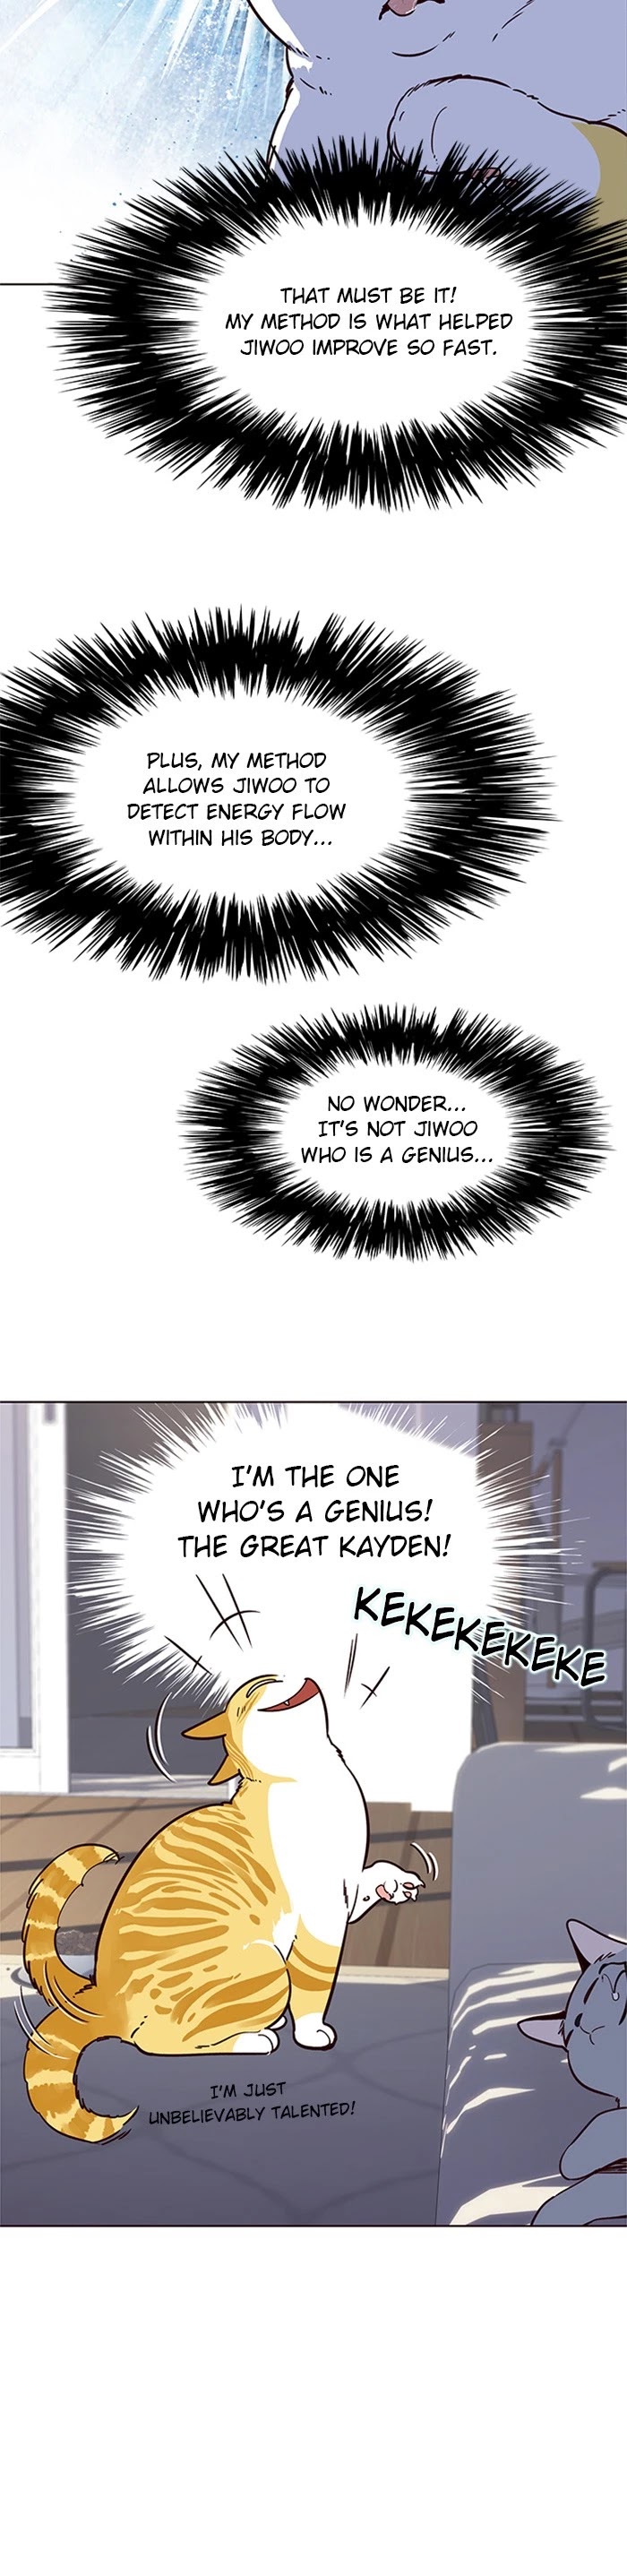 THAT MUST BE IT!
MY METHOD IS WHAT HELPED
JIWOO IMPROVE SO FAST.
PLUS, MY METHOD
ALLOWS JIWOO TO
DETECT ENERGY FLOW
WITHIN HIS BODY...
NO WONDER...
IT'S NOT JIWOO
WHO IS A GENIUS...
I'M THE ONE
WHO'S A GENIUS!
THE GREAT KAYDEN!
KEKEKEKEKE
I'M JUST
UNBELIEVABLY TALENTED!